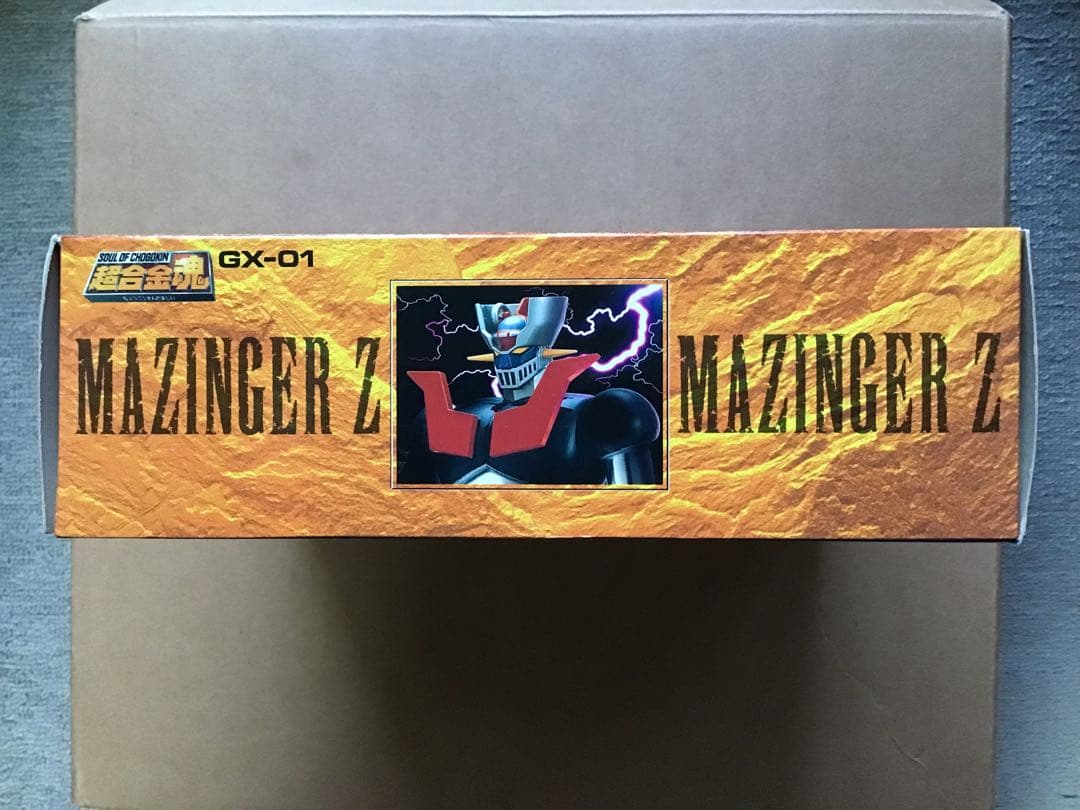 SOUL OF CHOGOKIN
超合金魂
GX-01
MAZINGER Z
MAZINGER Z